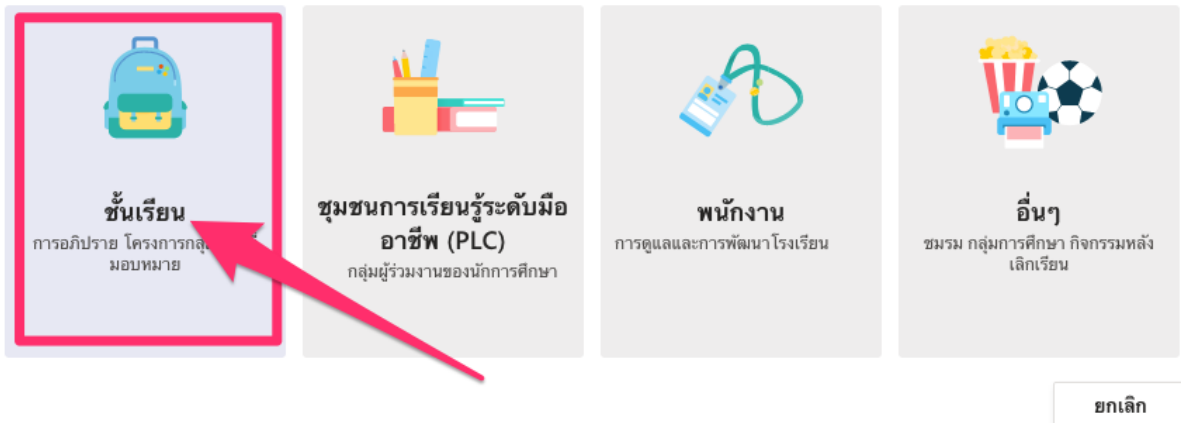 ชั้นเรียน
การอภิปราย โครงการกลุ่ม
มอบหมาย
ชุมชนการเรียนรู้ระดับมือ
อาชีพ (PLC)
กลุ่มผู้ร่วมงานของนักการศึกษา
พนักงาน
การดูแลและการพัฒนาโรงเรียน
อื่นๆ
ชมรม กลุ่มการศึกษา กิจกรรมหลัง
เลิกเรียน
ยกเลิก